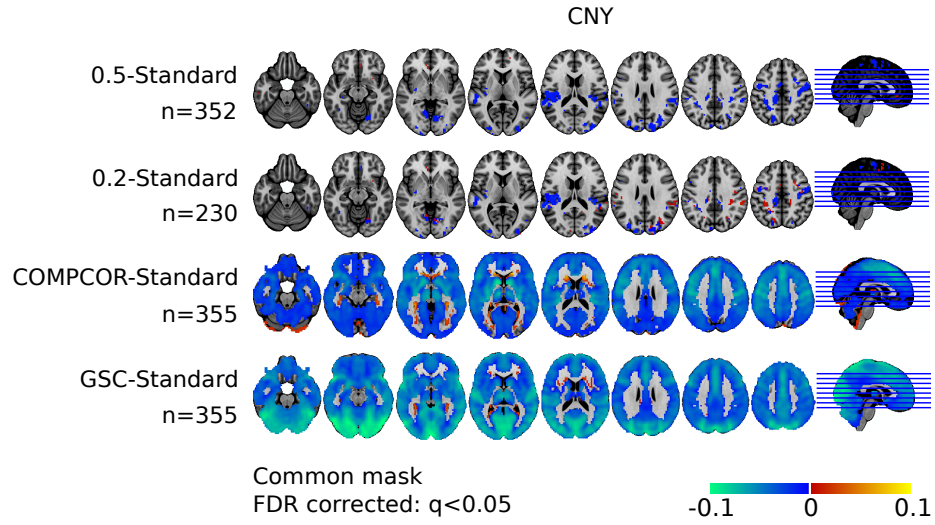 CNY
0.5-Standard
n=352
0.2-Standard
n=230
COMPCOR-Standard
n=355
GSC-Standard
n=355
Common mask
FDR corrected: q<0.05
-0.1 0 0.1